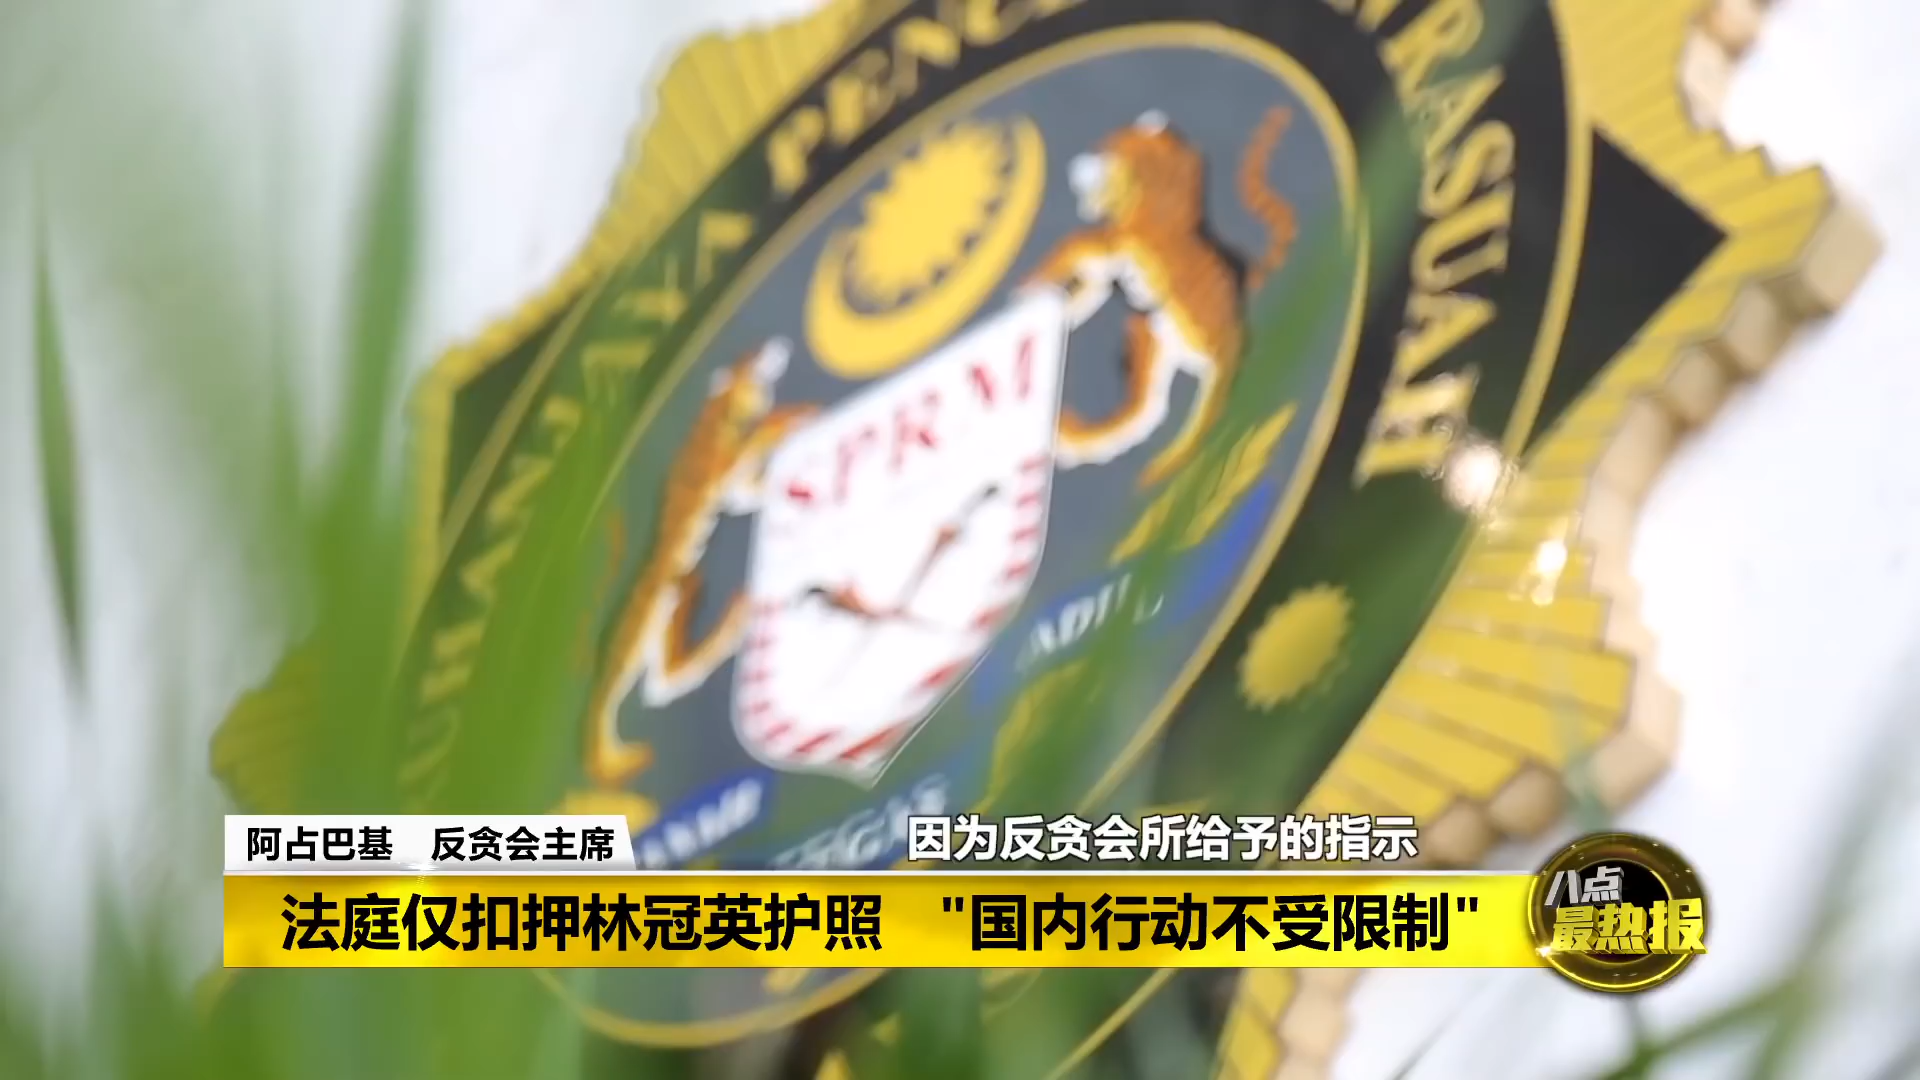 SURUHANJAYA PENCEGAHAN RASUAH
SPRM
因为反贪会所给予的指示
阿占巴基 反贪会主席
法庭仅扣押林冠英护照 "国内行动不受限制"
八点
最热报